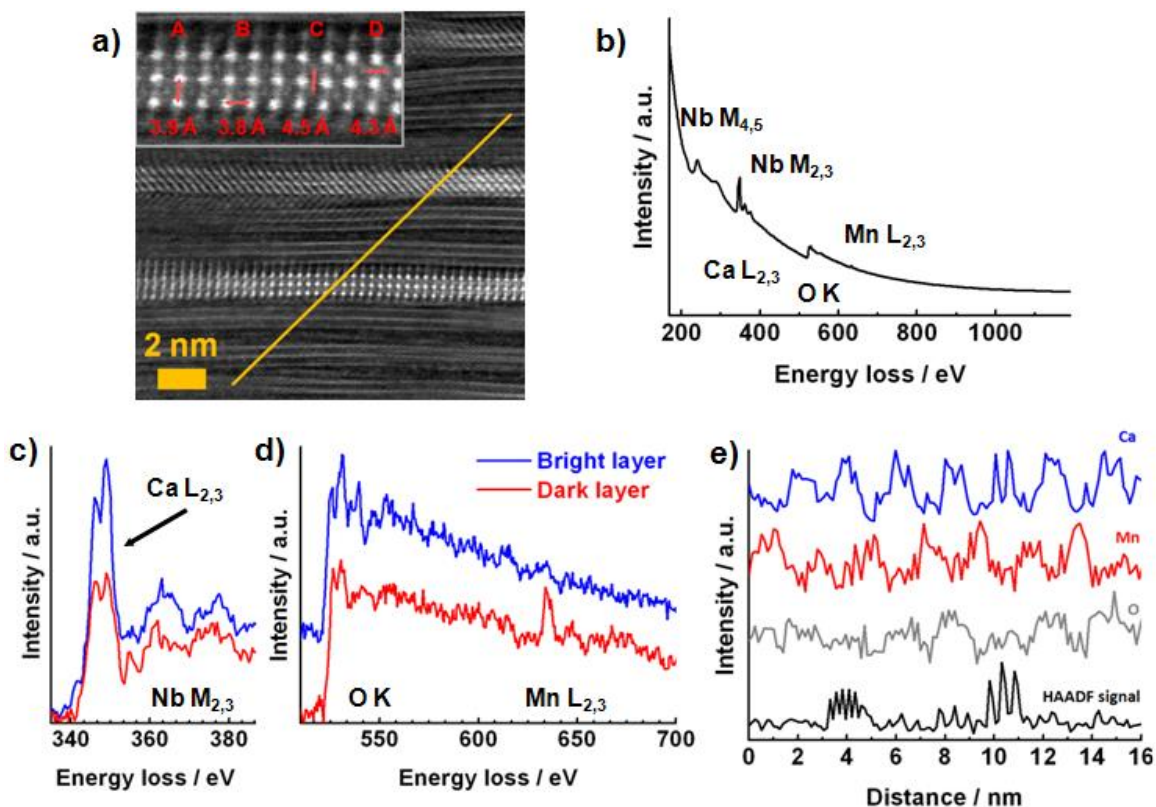 a)
A B C D
3.9 Å 3.8 Å 4.5 Å 4.3 Å
2 nm
b)
Intensity / a.u.
Nb M4,5
Nb M2,3
Mn L2,3
Ca L2,3
O K
200 400 600 800 1000
Energy loss / eV
c)
Intensity / a.u.
Ca L2,3
Nb M2,3
340 360 380
Energy loss / eV
d)
Intensity / a.u.
Bright layer
Dark layer
O K
Mn L2,3
550 600 650 700
Energy loss / eV
e)
Intensity / a.u.
Ca
Mn
O
HAADF signal
0 2 4 6 8 10 12 14 16
Distance / nm